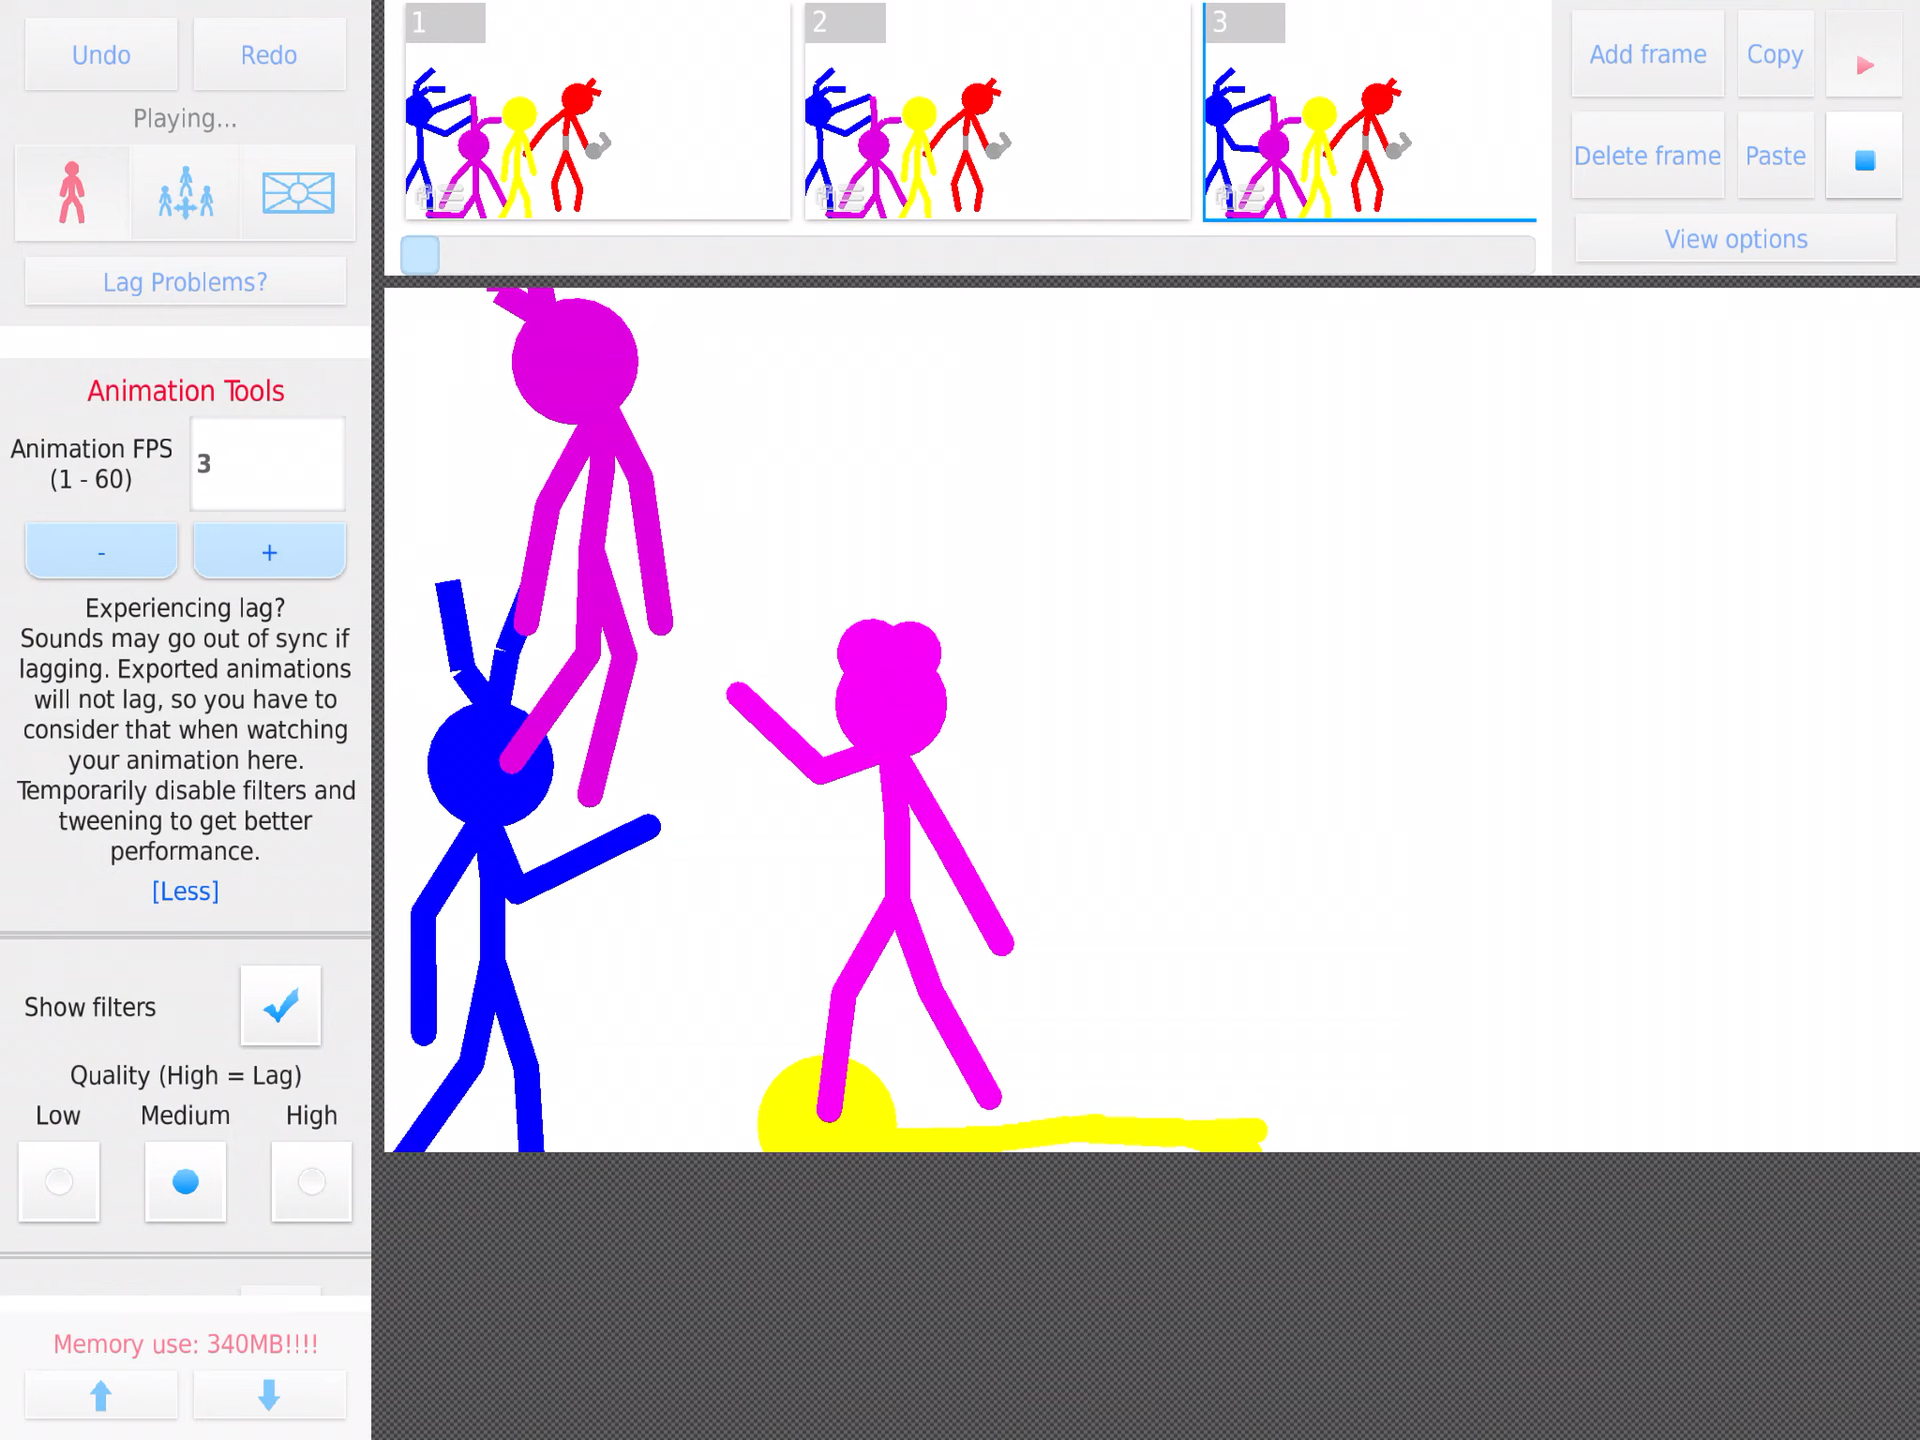 Undo
Redo
Playing...
Lag Problems?
Animation Tools
Animation FPS
(1 - 60)
3
-
+
Experiencing lag?
Sounds may go out of sync if
lagging. Exported animations
will not lag, so you have to
consider that when watching
your animation here.
Temporarily disable filters and
tweening to get better
performance.
[Less]
Show filters
Quality (High = Lag)
Low
Medium
High
Memory use: 340MB!!!!
1
2
3
Add frame
Copy
Delete frame
Paste
View options